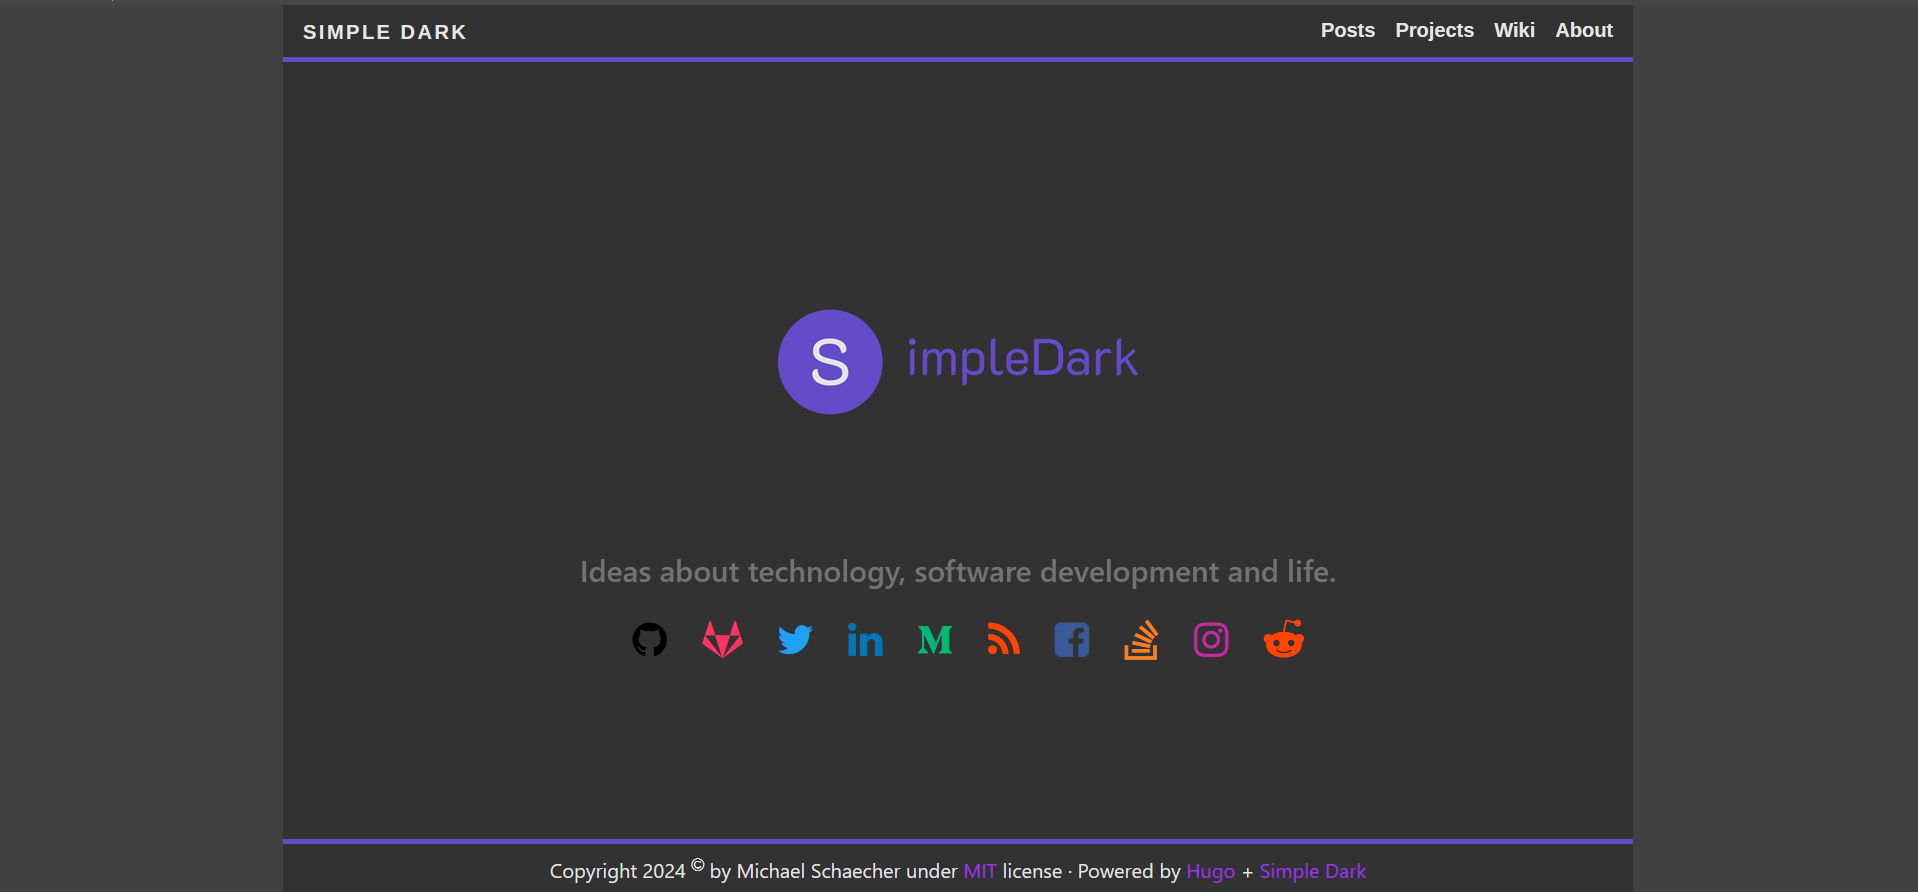 SIMPLE DARK
Posts Projects Wiki About
S impleDark
Ideas about technology, software development and life.
Copyright 2024 © by Michael Schaecher under MIT license · Powered by Hugo + Simple Dark